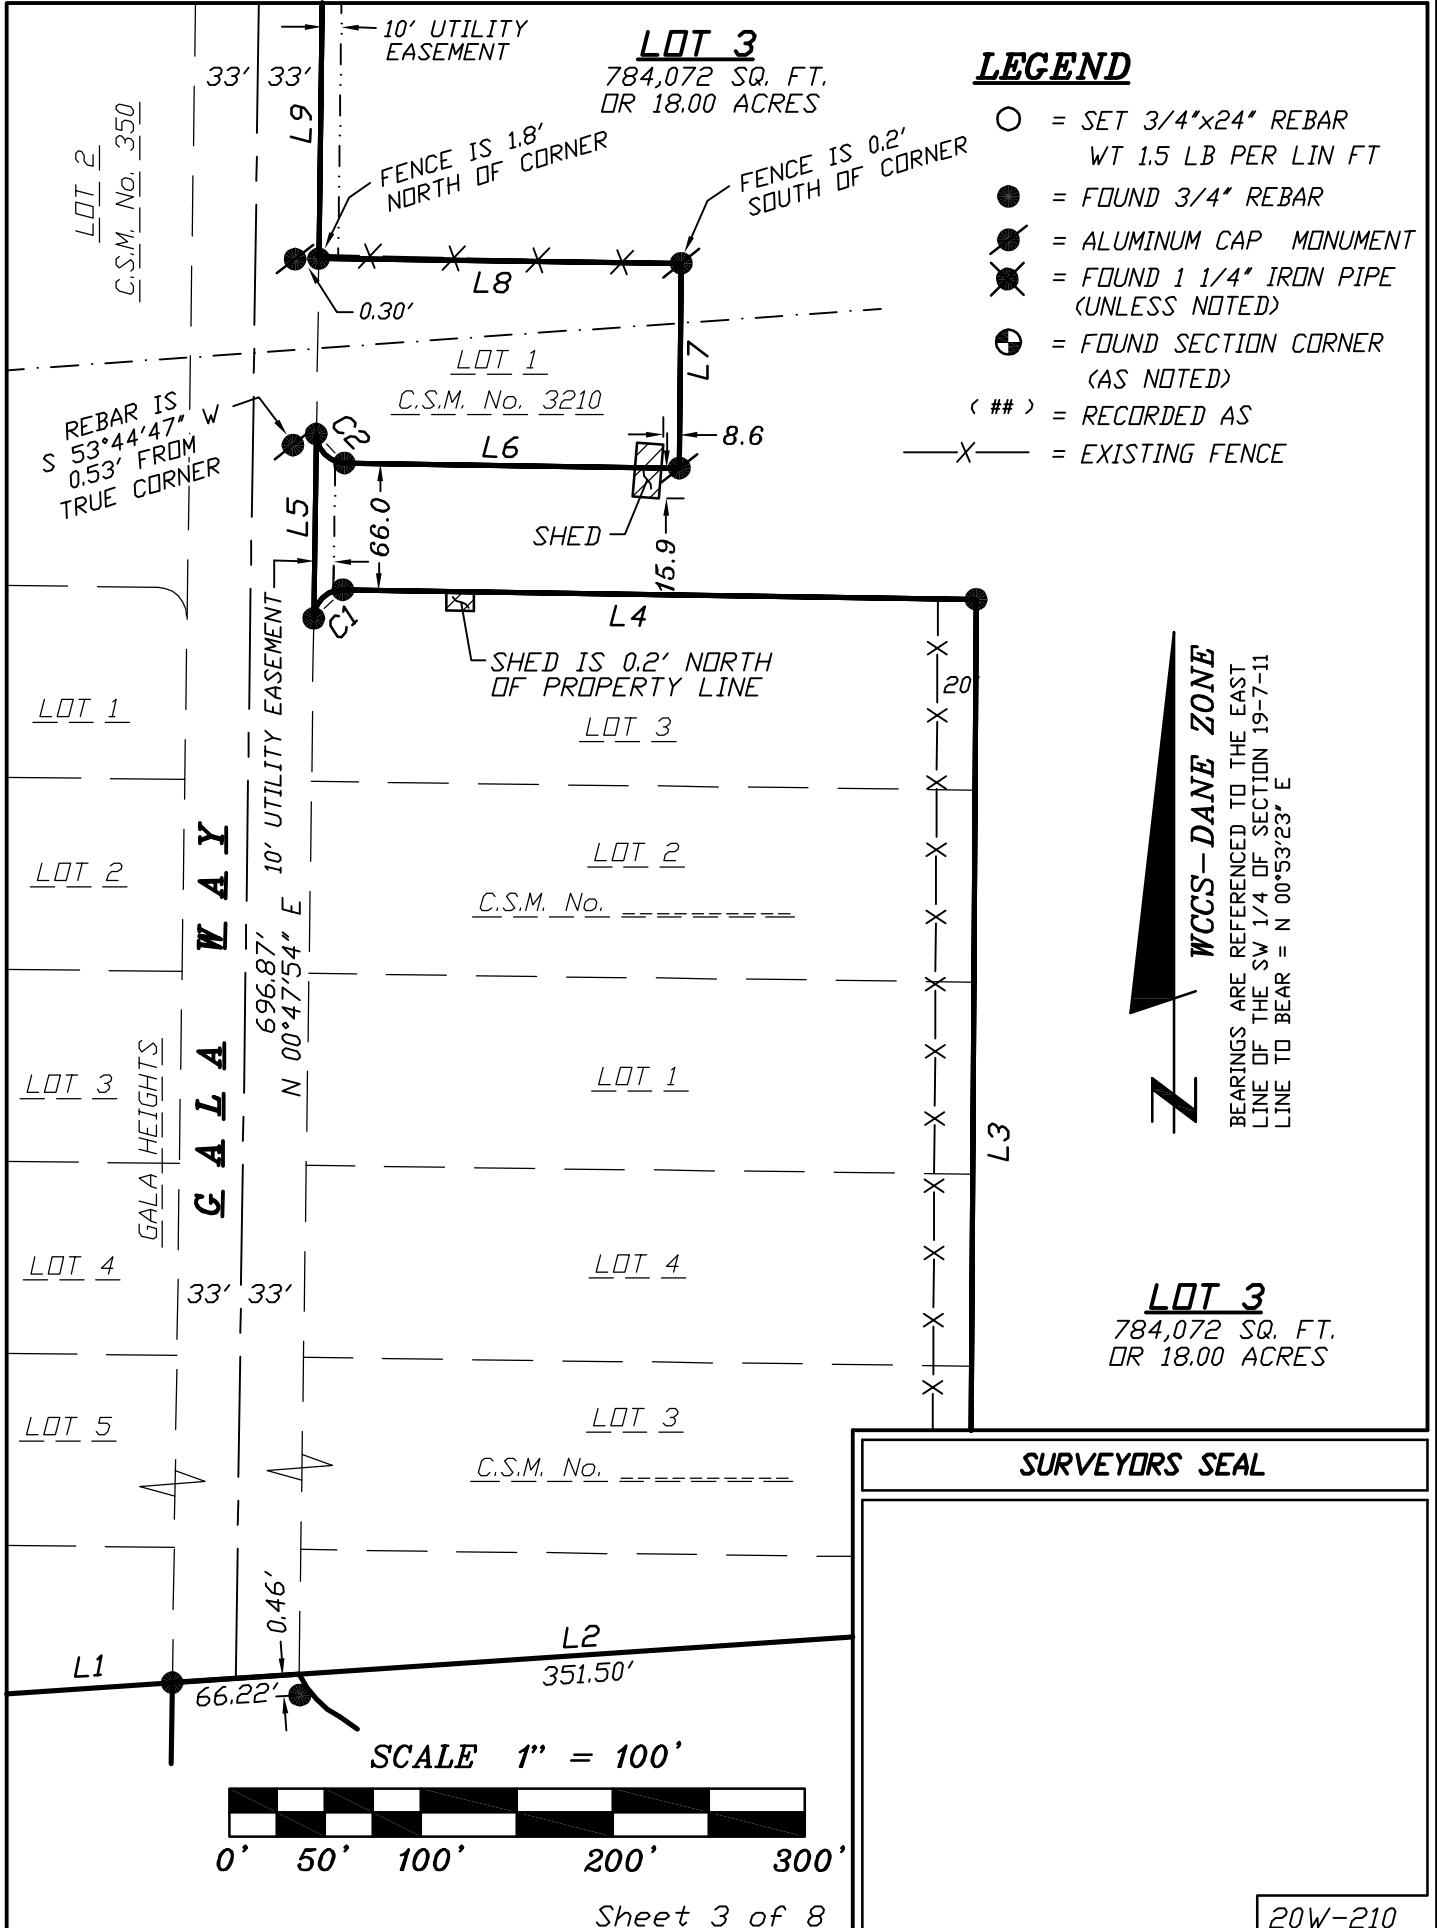 10' UTILITY
EASEMENT
LOT 3
784,072 SQ. FT.
OR 18.00 ACRES
33' 33'
L9
LOT 2
C.S.M. No. 350
FENCE IS 1.8'
NORTH OF CORNER
FENCE IS 0.2'
SOUTH OF CORNER
LEGEND
= SET 3/4"x24" REBAR
WT 1.5 LB PER LIN FT
= FOUND 3/4" REBAR
= ALUMINUM CAP MONUMENT
= FOUND 1 1/4" IRON PIPE
(UNLESS NOTED)
= FOUND SECTION CORNER
(AS NOTED)
( ## ) = RECORDED AS
X = EXISTING FENCE
L8
0.30'
LOT 1
C.S.M. No. 3210
L7
REBAR IS
S 53°44'47" W
0.53' FROM
TRUE CORNER
C2
L6
8.6
L5
66.0
SHED
15.9
C1
L4
SHED IS 0.2' NORTH
OF PROPERTY LINE
10' UTILITY EASEMENT
20'
LOT 1
LOT 3
LOT 2
LOT 2
C.S.M. No. __________
GALA WAY
696.87'
N 00°47'54" E
GALA HEIGHTS
LOT 3
LOT 1
L3
WCCS-DANE ZONE
BEARINGS ARE REFERENCED TO THE EAST
LINE OF THE SW 1/4 OF SECTION 19-7-11
LINE TO BEAR = N 00°53'23" E
N
LOT 4
33' 33'
LOT 4
LOT 3
784,072 SQ. FT.
OR 18.00 ACRES
LOT 5
LOT 3
C.S.M. No. __________
SURVEYORS SEAL
0.46'
L1
L2
66.22'
351.50'
SCALE 1" = 100'
0' 50' 100' 200' 300'
Sheet 3 of 8
20W-210